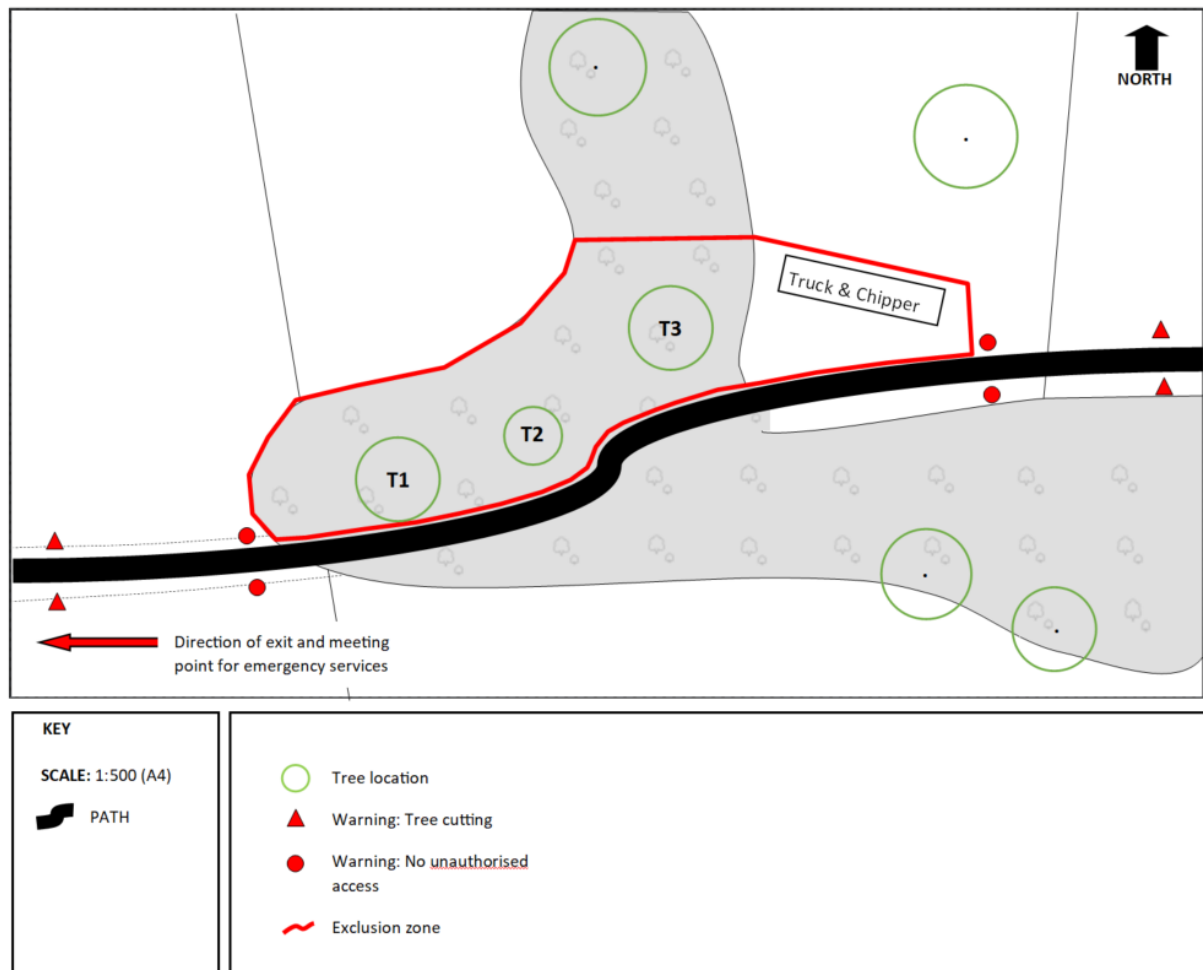 NORTH
Truck & Chipper
T3
T2
T1
Direction of exit and meeting
point for emergency services
KEY
SCALE: 1:500 (A4)
PATH
Tree location
Warning: Tree cutting
Warning: No unauthorised
access
Exclusion zone